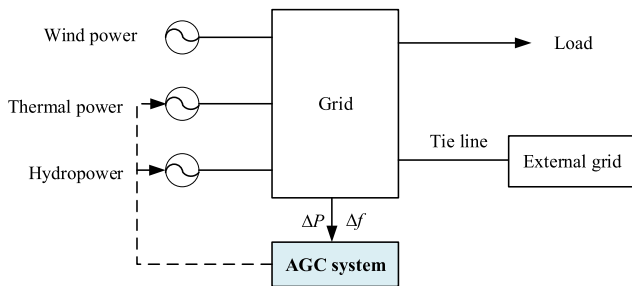 Wind power
Load
Thermal power
Grid
Tie line
Hydropower
External grid
ΔP Δf
AGC system